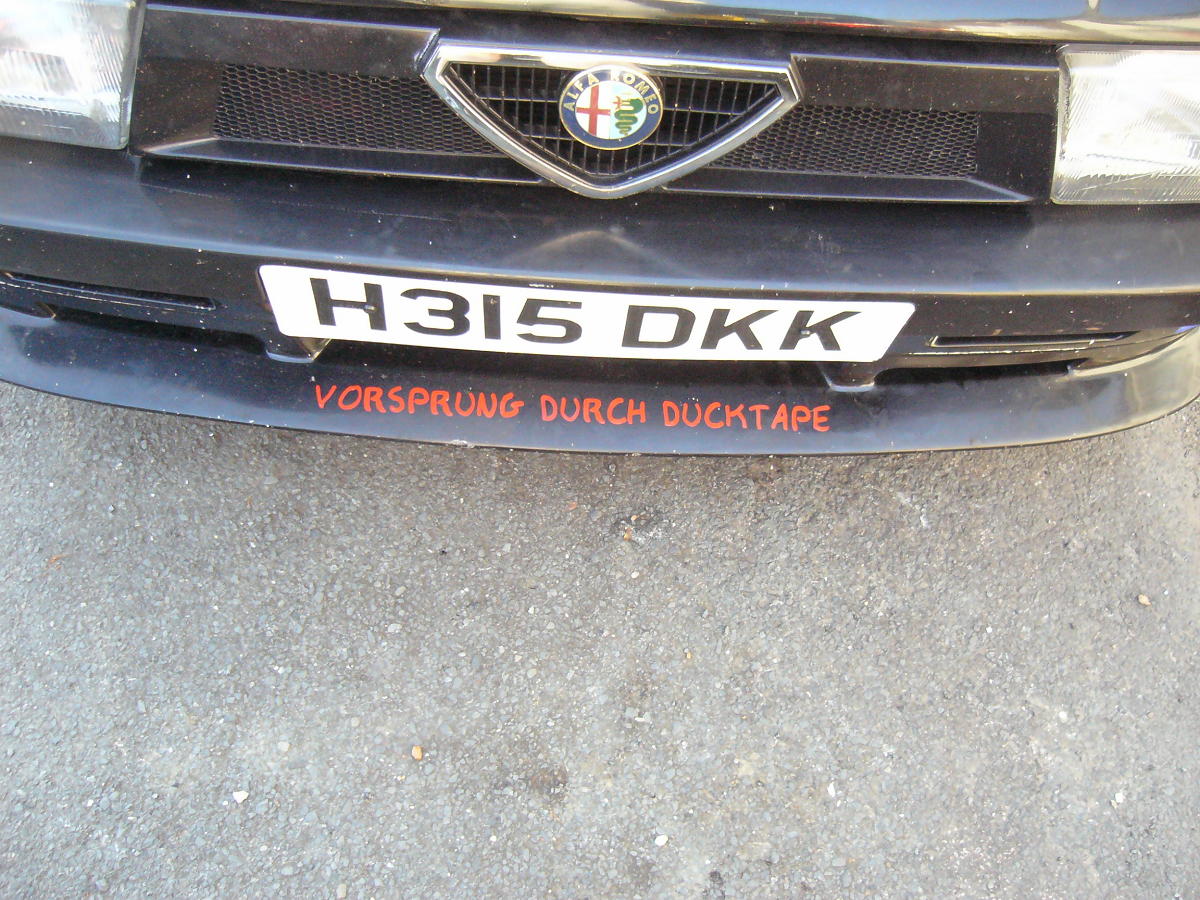 ALFA ROMEO
H315 DKK
VORSPRUNG DURCH DUCKTAPE